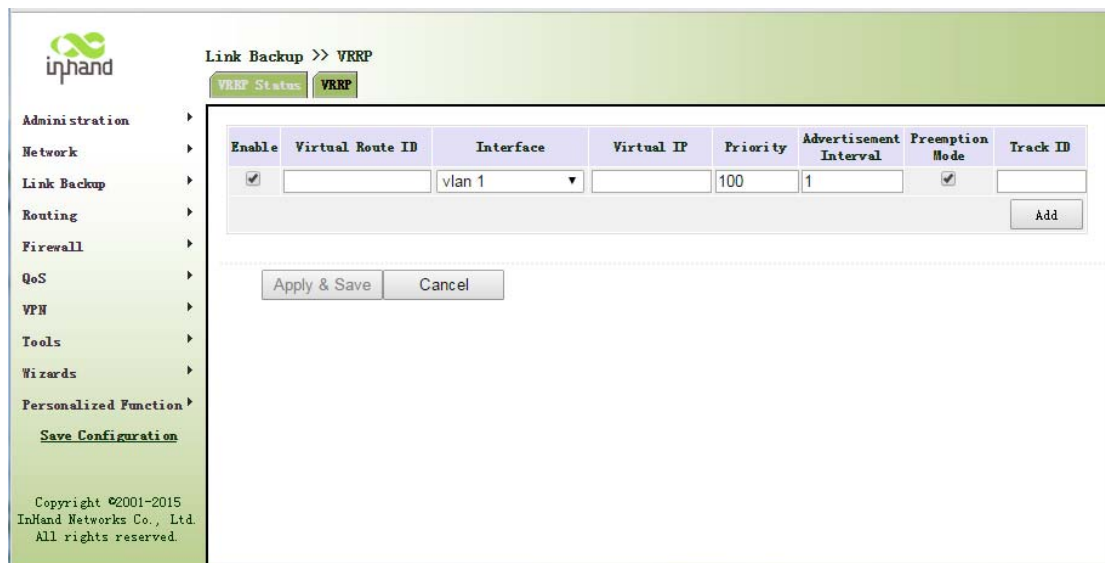 inhand
Link Backup >> VRRP
VRRP Status VRRP
Administration
Network
Link Backup
Routing
Firewall
QoS
VPN
Tools
Wizards
Personalized Function
Save Configuration
Copyright ©2001-2015
InHand Networks Co., Ltd.
All rights reserved.
Enable Virtual Route ID Interface Virtual IP Priority Advertisement Interval Preemption Mode Track ID
vlan 1 100 1
Add
Apply & Save Cancel